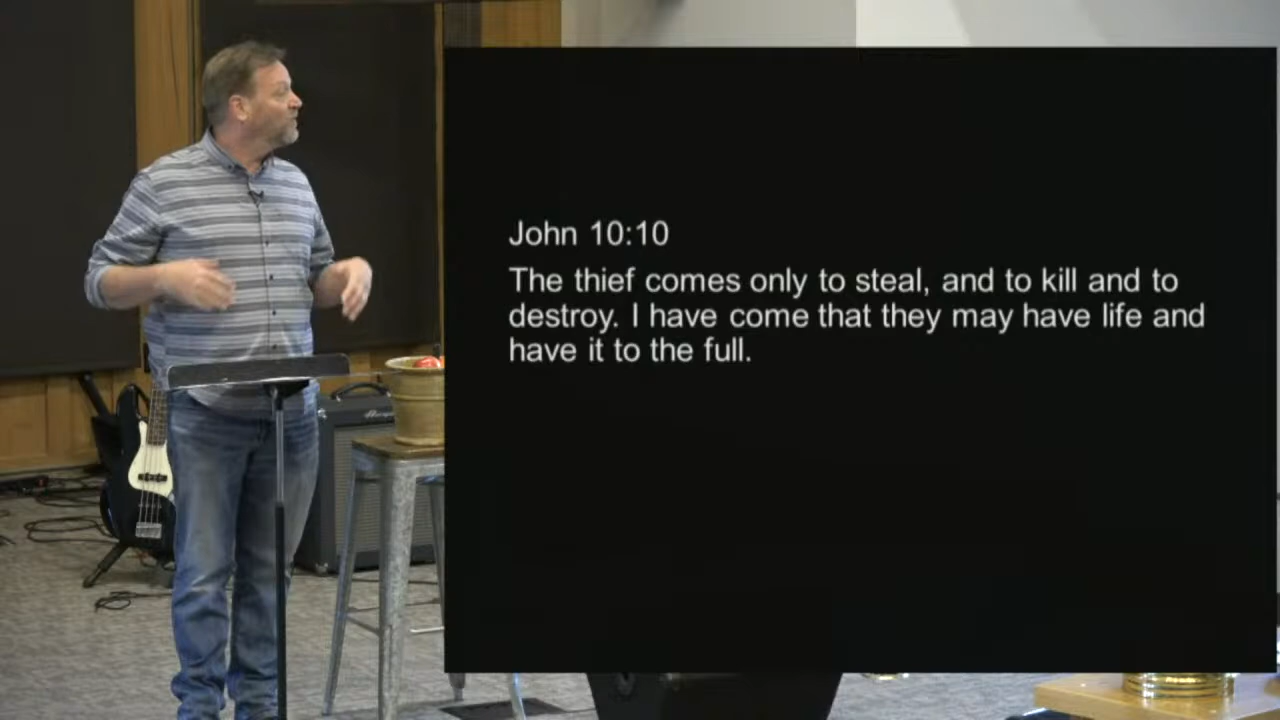 John 10:10
The thief comes only to steal, and to kill and to
destroy. I have come that they may have life and
have it to the full.